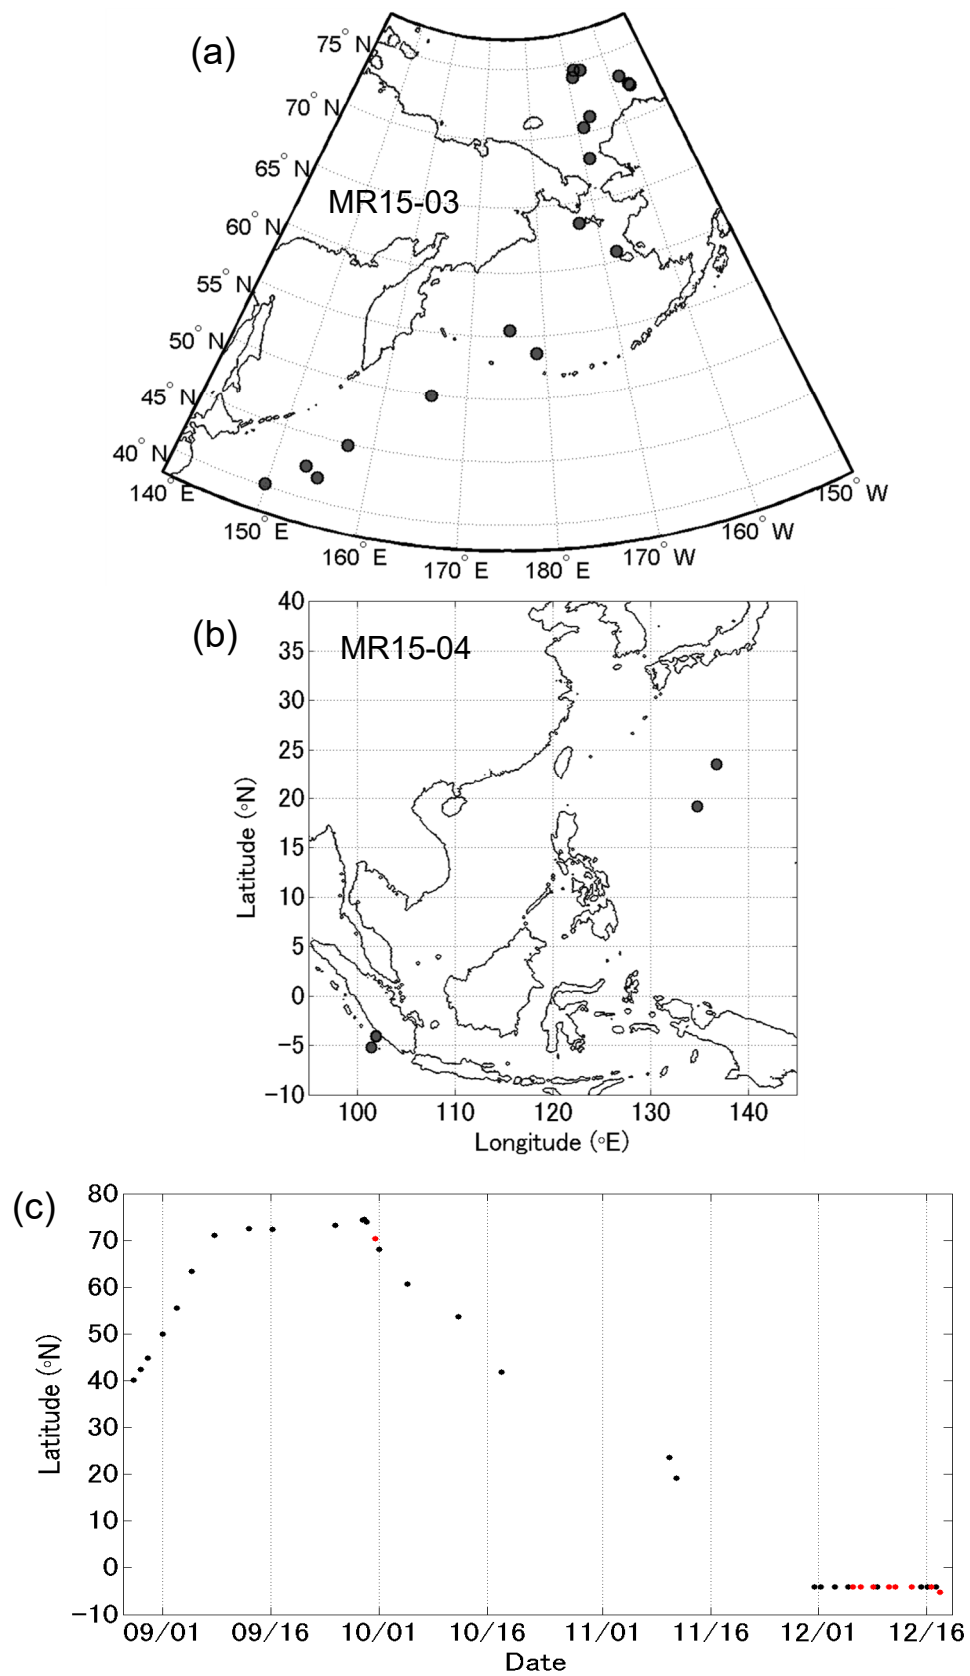 (a)
75° N
70° N
65° N
MR15-03
60° N
55° N
50° N
45° N
40° N
140° E
150° E
160° E
170° E
180° E
170° W
160° W
150° W
(b)
MR15-04
40
35
30
25
20
15
10
5
0
−5
−10
Latitude (°N)
100 110 120 130 140
Longitude (°E)
(c)
80
70
60
50
40
30
20
10
0
−10
Latitude (°N)
09/01 09/16 10/01 10/16 11/01 11/16 12/01 12/16
Date